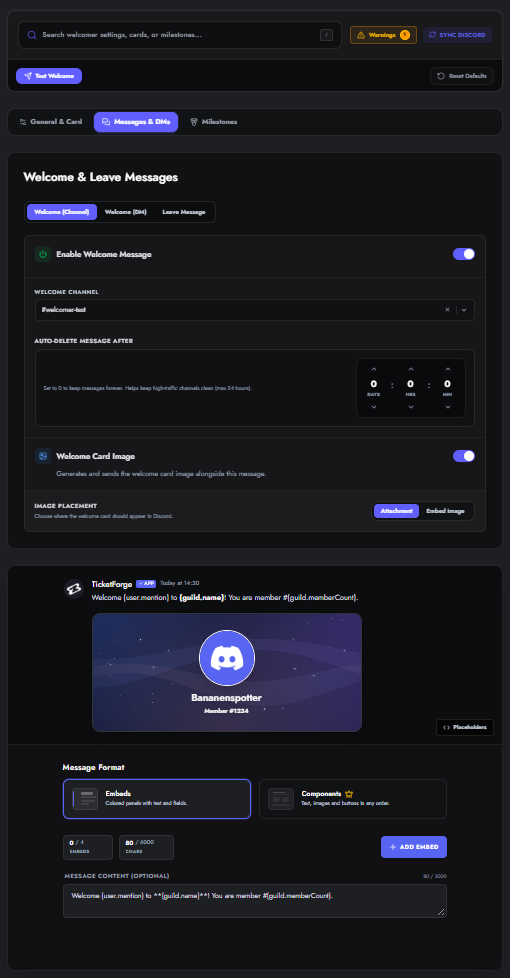 Search welcomer settings, cards, or milestones...
/
Warnings
!
SYNC DISCORD
Test Welcome
Reset Defaults
General & Card
Messages & DMs
Milestones
Welcome & Leave Messages
Welcome (Channel)
Welcome (DM)
Leave Message
Enable Welcome Message
WELCOME CHANNEL
#welcomer-test
AUTO-DELETE MESSAGE AFTER
Set to 0 to keep messages forever. Helps keep high-traffic channels clean (max 24 hours).
0 : 0 : 0
DAYS HRS MIN
Welcome Card Image
Generates and sends the welcome card image alongside this message.
IMAGE PLACEMENT
Choose where the welcome card should appear in Discord.
Attachment
Embed Image
TicketForge ✓ APP Today at 14:30
Welcome {user.mention} to {guild.name}! You are member #{guild.memberCount}.
Bananenspotter
Member #1234
Placeholders
Message Format
Embeds
Colored panels with text and fields.
Components
Text, images and buttons in any order.
0 / 4
EMBEDS
80 / 6000
CHARS
ADD EMBED
MESSAGE CONTENT (OPTIONAL)
80 / 2000
Welcome {user.mention} to **{guild.name}**! You are member #{guild.memberCount}.